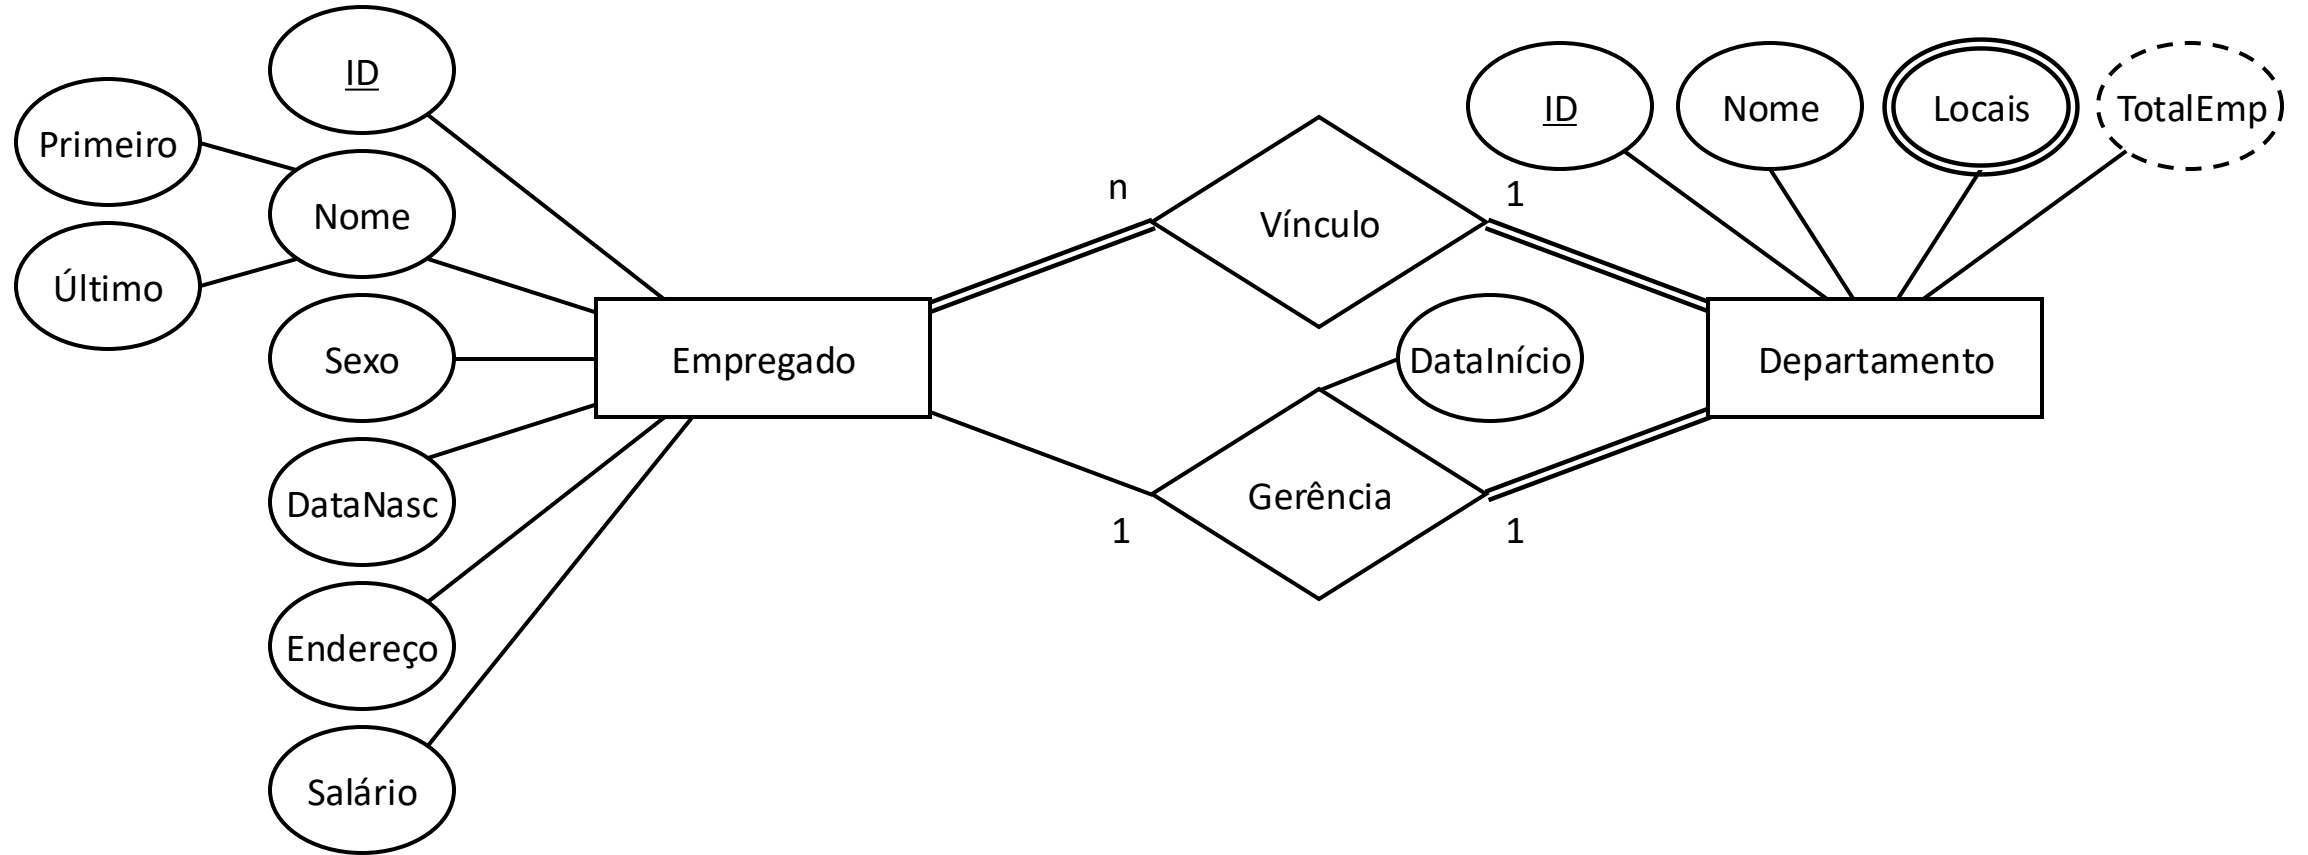 ID
Primeiro
Nome
Último
Sexo
Empregado
DataNasc
Endereço
Salário
n
Vínculo
1
DataInício
Gerência
1
1
ID
Nome
Locais
TotalEmp
Departamento